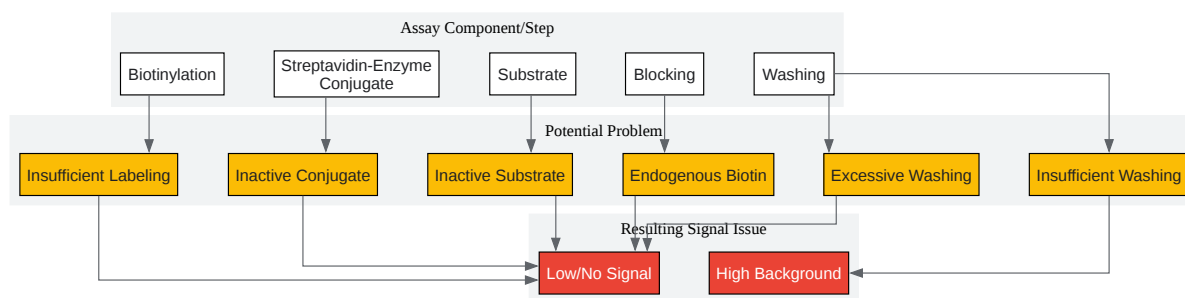 Assay Component/Step
Biotinylation
Streptavidin-Enzyme
Conjugate
Substrate
Blocking
Washing
Potential Problem
Insufficient Labeling
Inactive Conjugate
Inactive Substrate
Endogenous Biotin
Excessive Washing
Insufficient Washing
Resulting Signal Issue
Low/No Signal
High Background